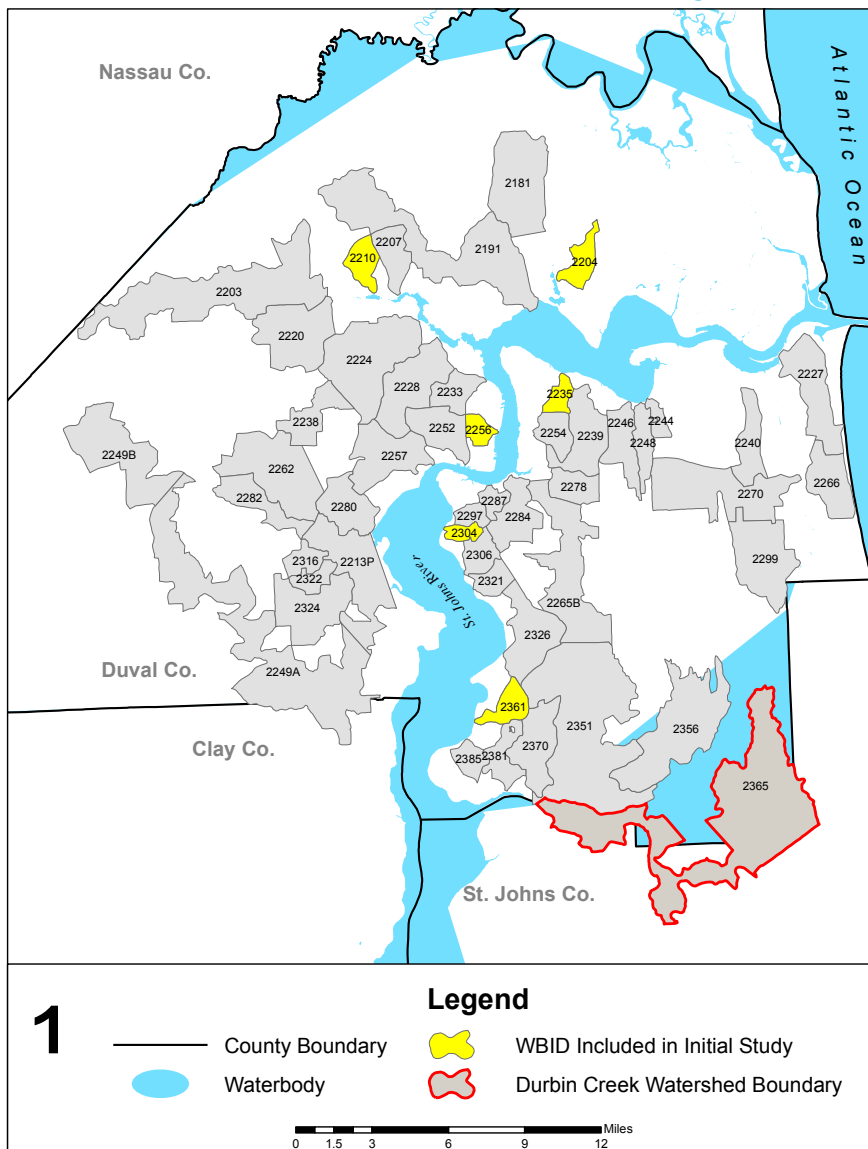 Nassau Co.
Atlantic Ocean
2181
2207
2210
2191
2204
2203
2220
2224
2227
2228
2233
2235
2238
2252
2256
2254
2239
2246
2244
2248
2240
2249B
2257
2262
2266
2282
2280
2278
2270
2287
2297
2284
2304
2299
2316
2213P
2306
2322
2321
2324
St. Johns River
2265B
2326
Duval Co.
2249A
2361
Clay Co.
2351
2356
2370
2385
2381
2365
St. Johns Co.
1
Legend
County Boundary
WBID Included in Initial Study
Waterbody
Durbin Creek Watershed Boundary
Miles
0 1.5 3 6 9 12